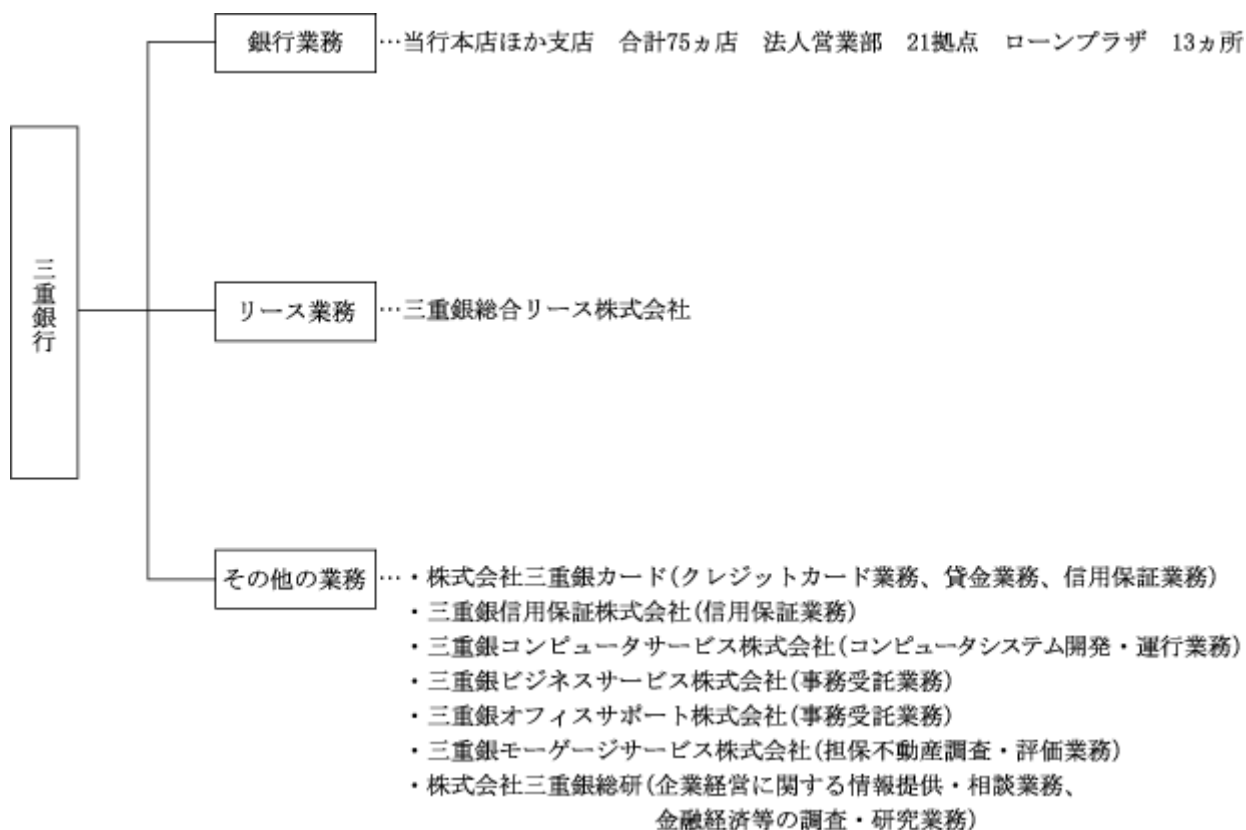 銀行業務 …当行本店ほか支店 合計75ヵ店 法人営業部 21拠点 ローンプラザ 13ヵ所
三重銀行
リース業務 …三重銀総合リース株式会社
その他の業務 …・株式会社三重銀カード(クレジットカード業務、貸金業務、信用保証業務)
・三重銀信用保証株式会社(信用保証業務)
・三重銀コンピュータサービス株式会社(コンピュータシステム開発・運行業務)
・三重銀ビジネスサービス株式会社(事務受託業務)
・三重銀オフィスサポート株式会社(事務受託業務)
・三重銀モーゲージサービス株式会社(担保不動産調査・評価業務)
・株式会社三重銀総研(企業経営に関する情報提供・相談業務、
金融経済等の調査・研究業務)